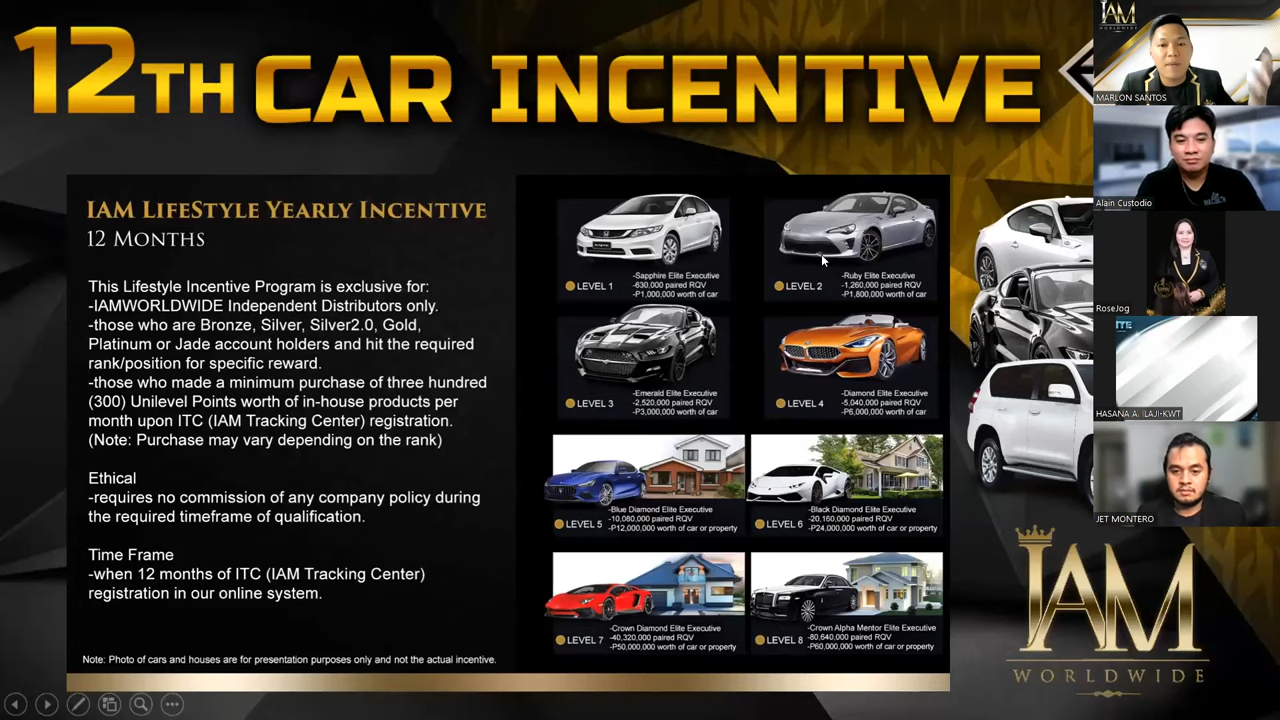 12TH CAR INCENTIVE
IAM LIFESTYLE YEARLY INCENTIVE
12 MONTHS
This Lifestyle Incentive Program is exclusive for:
-IAMWORLDWIDE Independent Distributors only.
-those who are Bronze, Silver, Silver2.0, Gold,
Platinum or Jade account holders and hit the required
rank/position for specific reward.
-those who made a minimum purchase of three hundred
(300) Unilevel Points worth of in-house products per
month upon ITC (IAM Tracking Center) registration.
(Note: Purchase may vary depending on the rank)
Ethical
-requires no commission of any company policy during
the required timeframe of qualification.
Time Frame
-when 12 months of ITC (IAM Tracking Center)
registration in our online system.
Note: Photo of cars and houses are for presentation purposes only and not the actual incentive.
LEVEL 1
-Sapphire Elite Executive
-630,000 paired RQV
-P1,000,000 worth of car
LEVEL 2
-Ruby Elite Executive
-1,260,000 paired RQV
-P1,800,000 worth of car
LEVEL 3
-Emerald Elite Executive
-2,520,000 paired RQV
-P3,000,000 worth of car
LEVEL 4
-Diamond Elite Executive
-5,040,000 paired RQV
-P6,000,000 worth of car
LEVEL 5
-Blue Diamond Elite Executive
-10,080,000 paired RQV
-P12,000,000 worth of car or property
LEVEL 6
-Black Diamond Elite Executive
-20,160,000 paired RQV
-P24,000,000 worth of car or property
LEVEL 7
-Crown Diamond Elite Executive
-40,320,000 paired RQV
-P50,000,000 worth of car or property
LEVEL 8
-Crown Alpha Mentor Elite Executive
-80,640,000 paired RQV
-P60,000,000 worth of car or property
IAM
WORLDWIDE
MARLON SANTOS
Alain Custodio
RoseJog
ITE
HASANA A. ILAJI-KWT
JET MONTERO
IAM
WORLDWIDE